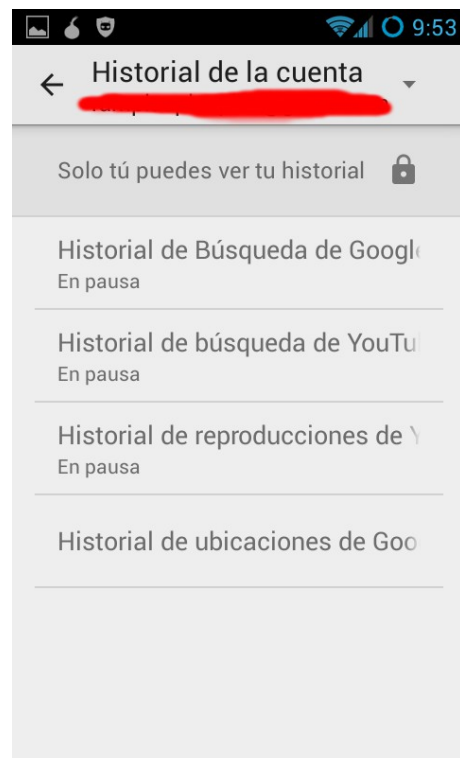 9:53
Historial de la cuenta
Solo tú puedes ver tu historial
Historial de Búsqueda de Googl
En pausa
Historial de búsqueda de YouTu
En pausa
Historial de reproducciones de Y
En pausa
Historial de ubicaciones de Goo